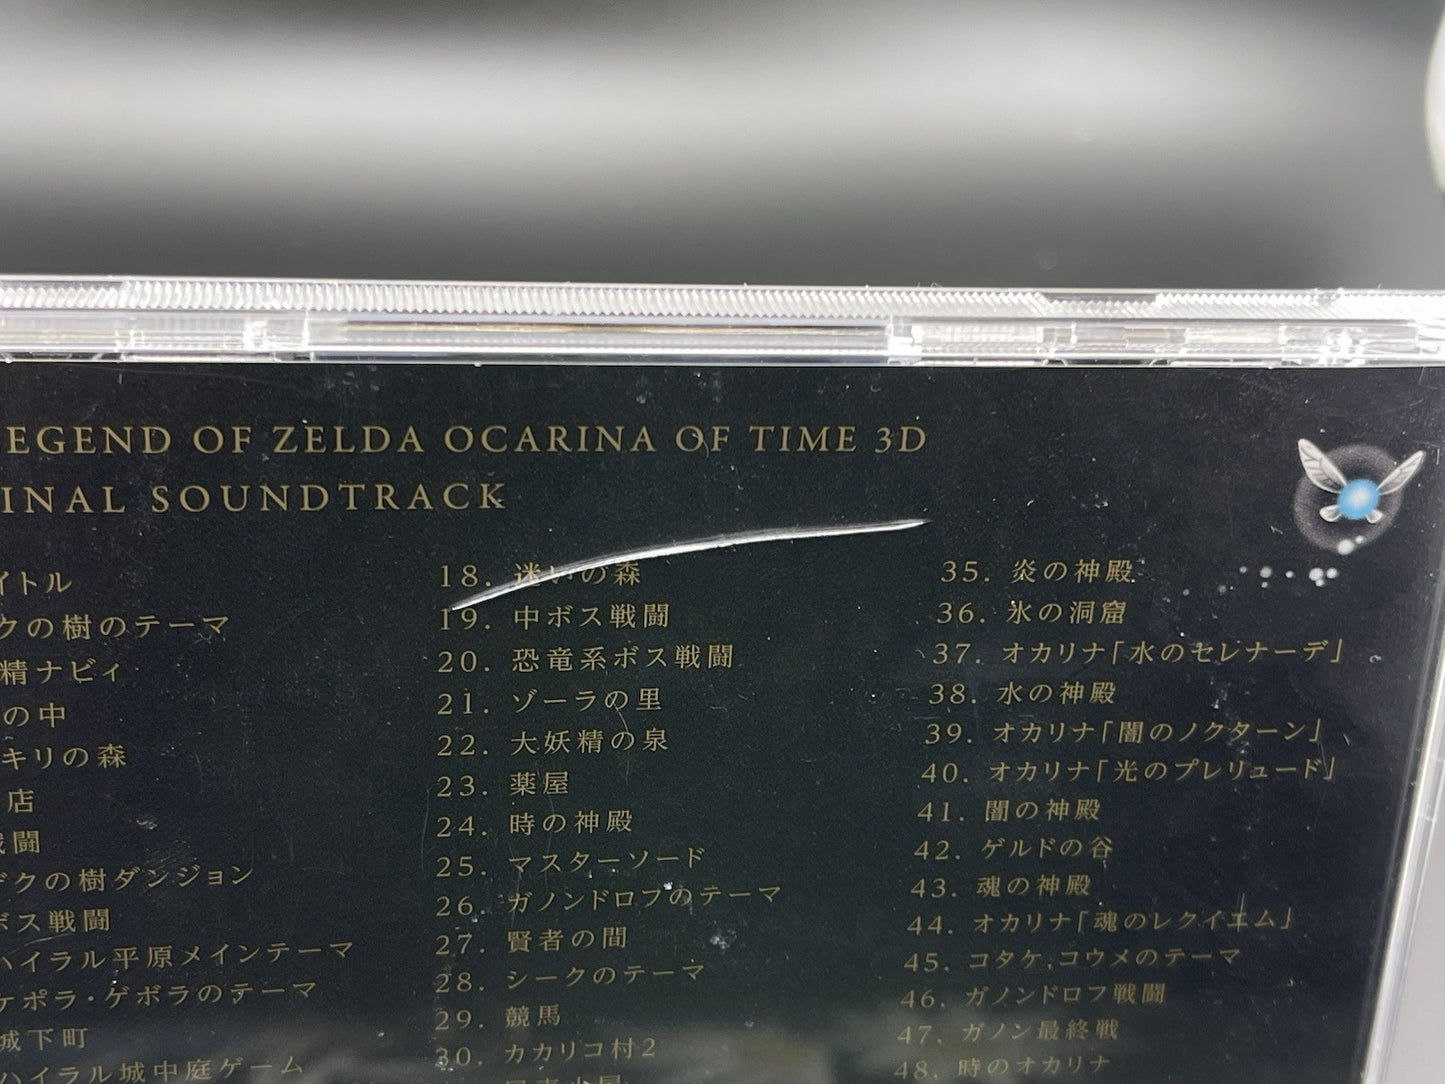 EGEND OF ZELDA OCARINA OF TIME 3D
INAL SOUNDTRACK
イトル
クの樹のテーマ
精ナビィ
の中
キリの森
店
戦闘
デクの樹ダンジョン
ボス戦闘
ハイラル平原メインテーマ
ケポラ・ゲボラのテーマ
城下町
ハイラル城中庭ゲーム
18. 迷いの森
19. 中ボス戦闘
20. 恐竜系ボス戦闘
21. ゾーラの里
22. 大妖精の泉
23. 薬屋
24. 時の神殿
25. マスターソード
26. ガノンドロフのテーマ
27. 賢者の間
28. シークのテーマ
29. 競馬
30. カカリコ村2
35. 炎の神殿
36. 氷の洞窟
37. オカリナ「水のセレナーデ」
38. 水の神殿
39. オカリナ「闇のノクターン」
40. オカリナ「光のプレリュード」
41. 闇の神殿
42. ゲルドの谷
43. 魂の神殿
44. オカリナ「魂のレクイエム」
45. コタケ,コウメのテーマ
46. ガノンドロフ戦闘
47. ガノン最終戦
48. 時のオカリナ